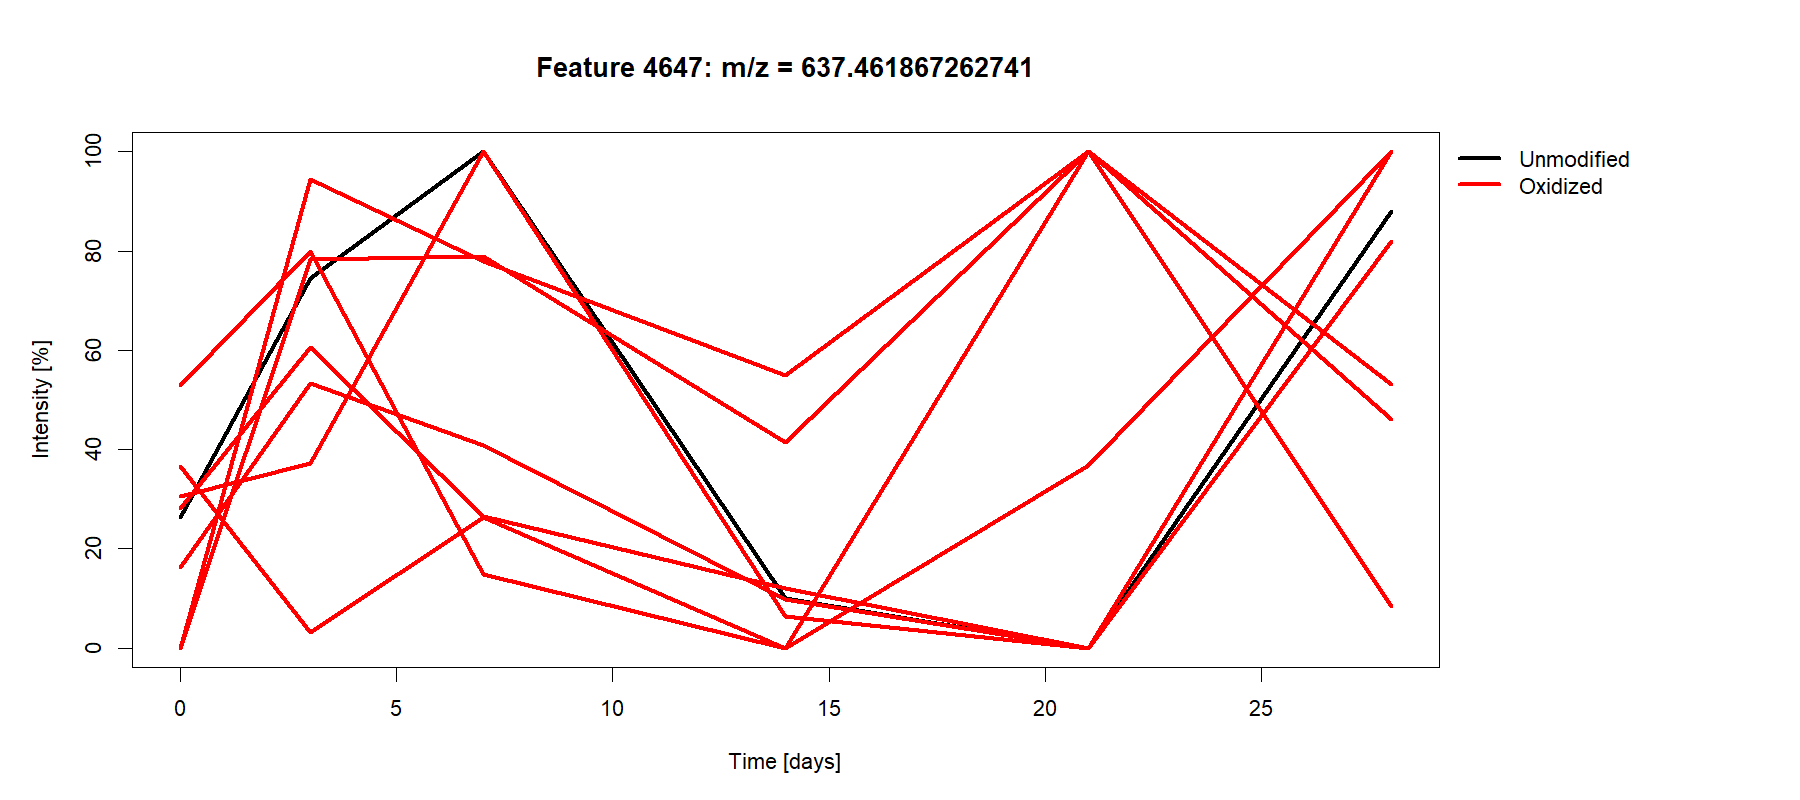 Feature 4647: m/z = 637.461867262741
Unmodified
Oxidized
Intensity [%]
100
80
60
40
20
0
0 5 10 15 20 25
Time [days]